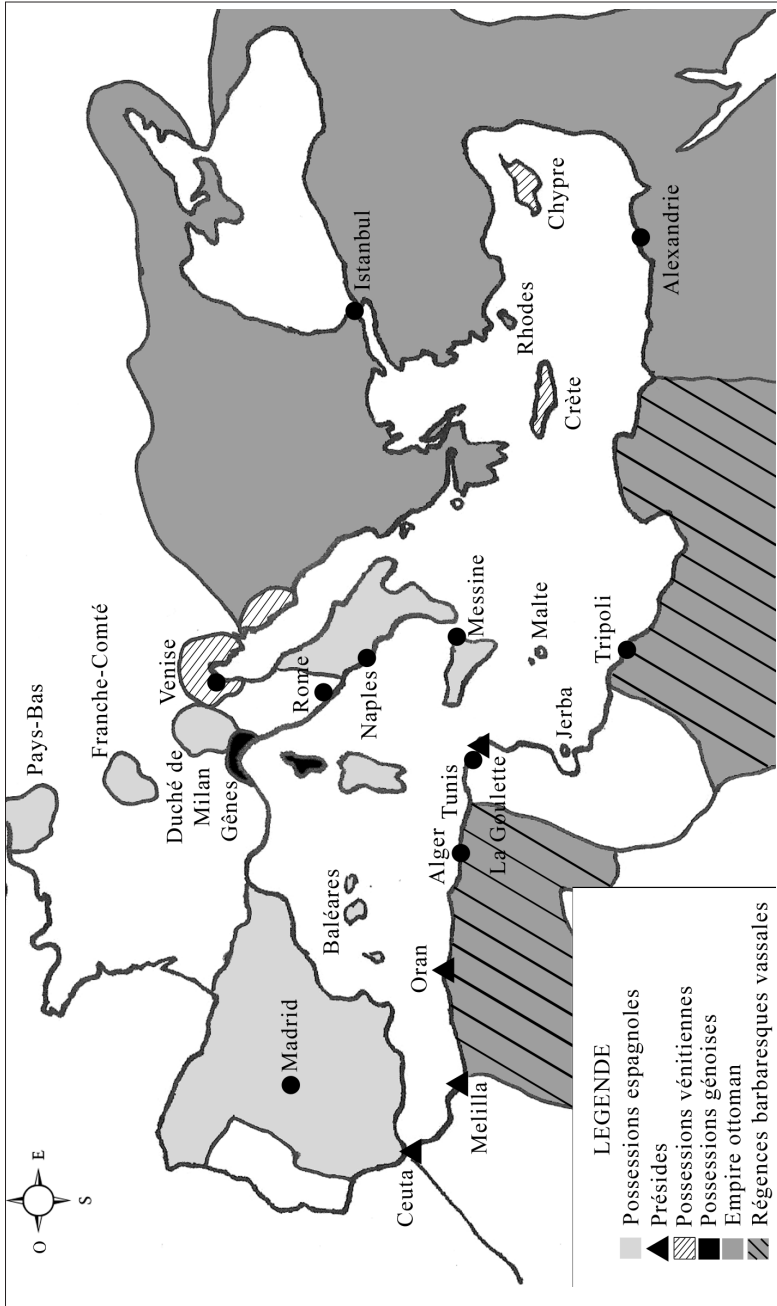 Pays-Bas
Franche-Comté
Duché de
Milan
Gênes
Venise
Rome
Naples
Messine
Malte
Baléares
Madrid
Istanbul
Rhodes
Crète
Chypre
Alexandrie
Tripoli
Jerba
Tunis
La Goulette
Alger
Oran
Melilla
Ceuta
O
E
S
LEGENDE
Possessions espagnoles
Présides
Possessions vénitiennes
Possessions génoises
Empire ottoman
Régences barbaresques vassales